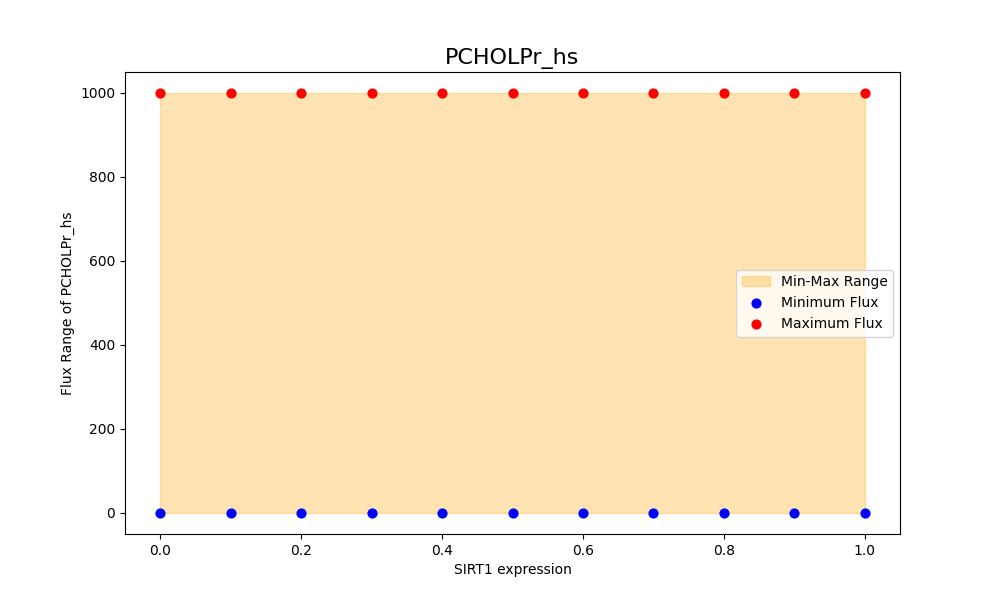 PCHOLPr_hs
Flux Range of PCHOLPr_hs
1000
800
600
400
200
0
Min-Max Range
Minimum Flux
Maximum Flux
0.0 0.2 0.4 0.6 0.8 1.0
SIRT1 expression